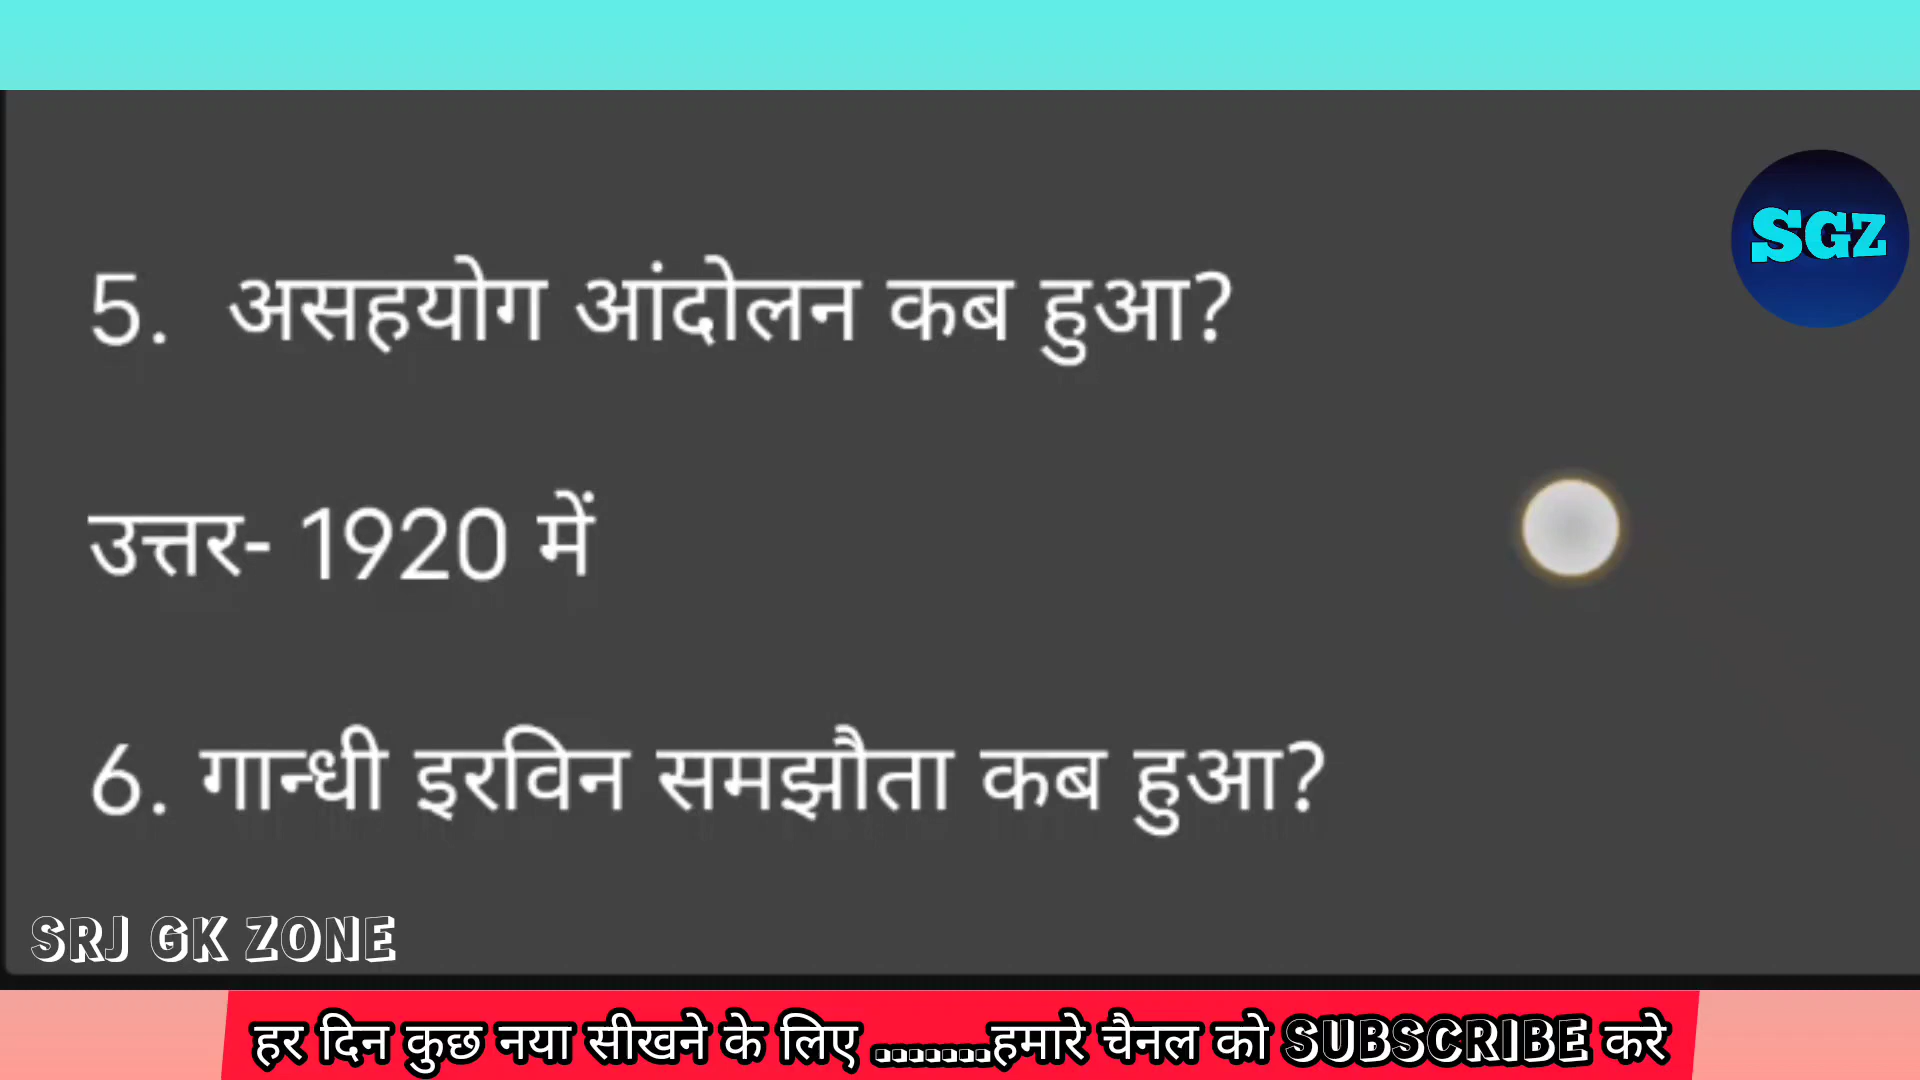 SGZ
5. असहयोग आंदोलन कब हुआ?
उत्तर- 1920 में
6. गान्धी इरविन समझौता कब हुआ?
SRJ GK ZONE
हर दिन कुछ नया सीखने के लिए ........हमारे चैनल को SUBSCRIBE करे